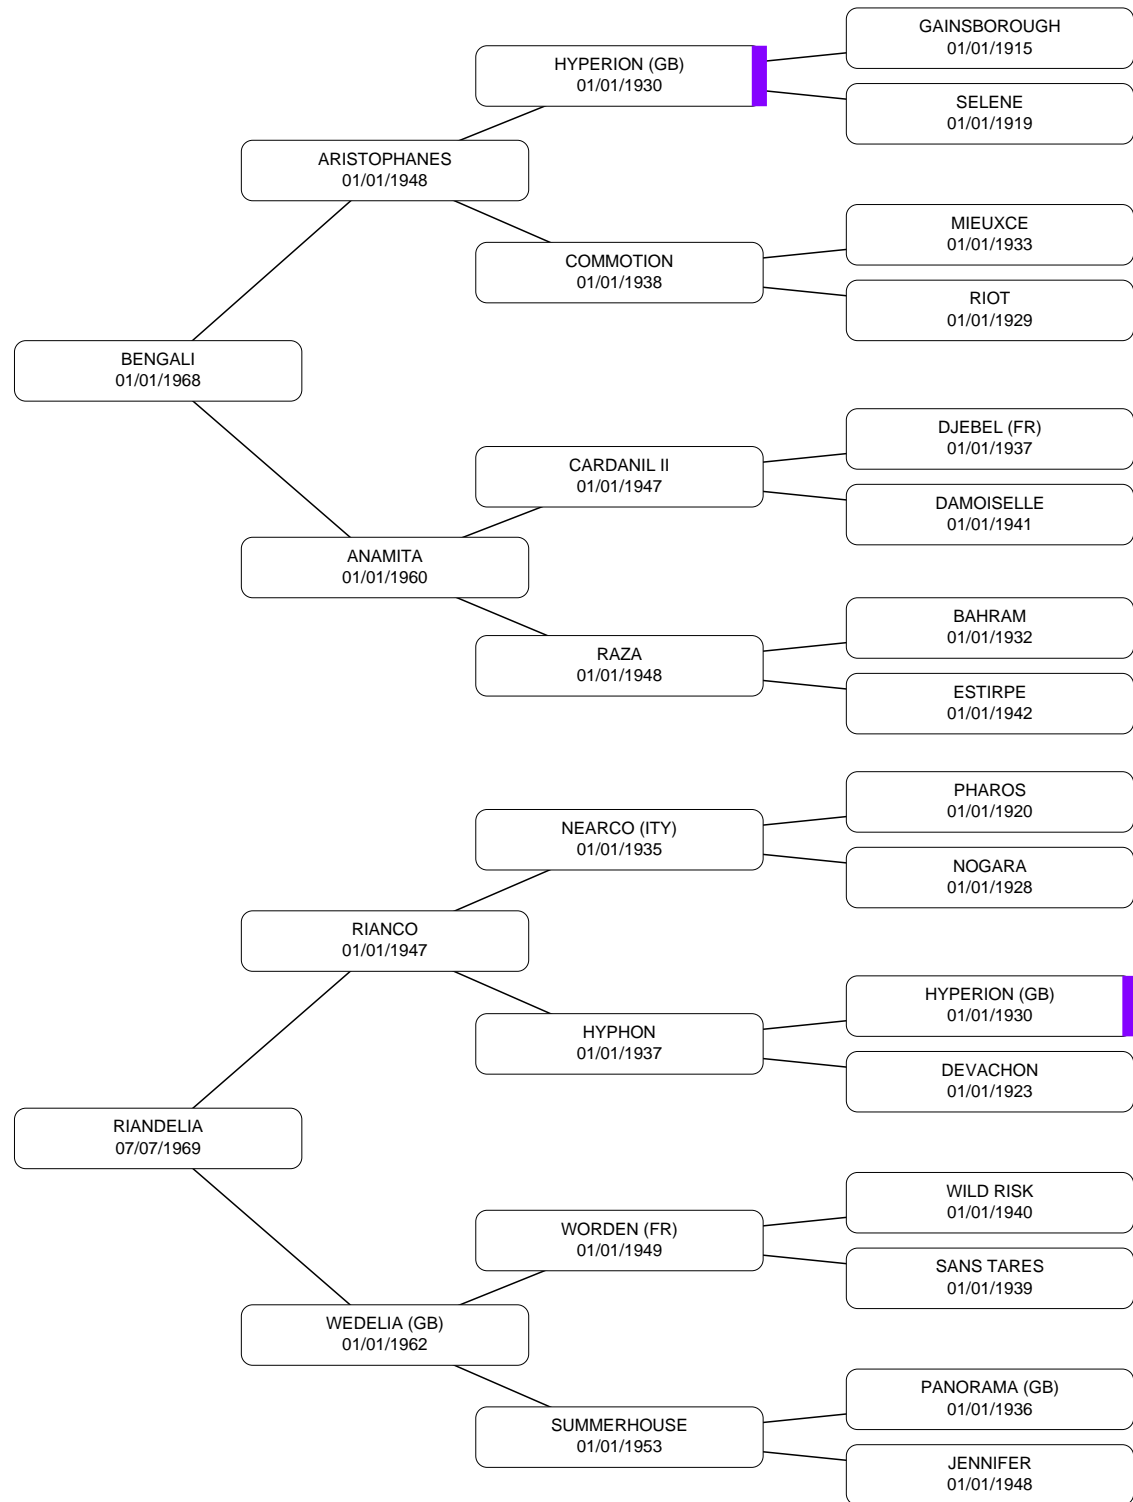 GAINSBOROUGH
01/01/1915
HYPERION (GB)
01/01/1930
SELENE
01/01/1919
ARISTOPHANES
01/01/1948
MIEUXCE
01/01/1933
COMMOTION
01/01/1938
RIOT
01/01/1929
BENGALI
01/01/1968
DJEBEL (FR)
01/01/1937
CARDANIL II
01/01/1947
DAMOISELLE
01/01/1941
ANAMITA
01/01/1960
BAHRAM
01/01/1932
RAZA
01/01/1948
ESTIRPE
01/01/1942
PHAROS
01/01/1920
NEARCO (ITY)
01/01/1935
NOGARA
01/01/1928
RIANCO
01/01/1947
HYPERION (GB)
01/01/1930
HYPHON
01/01/1937
DEVACHON
01/01/1923
RIANDELIA
07/07/1969
WILD RISK
01/01/1940
WORDEN (FR)
01/01/1949
SANS TARES
01/01/1939
WEDELIA (GB)
01/01/1962
PANORAMA (GB)
01/01/1936
SUMMERHOUSE
01/01/1953
JENNIFER
01/01/1948